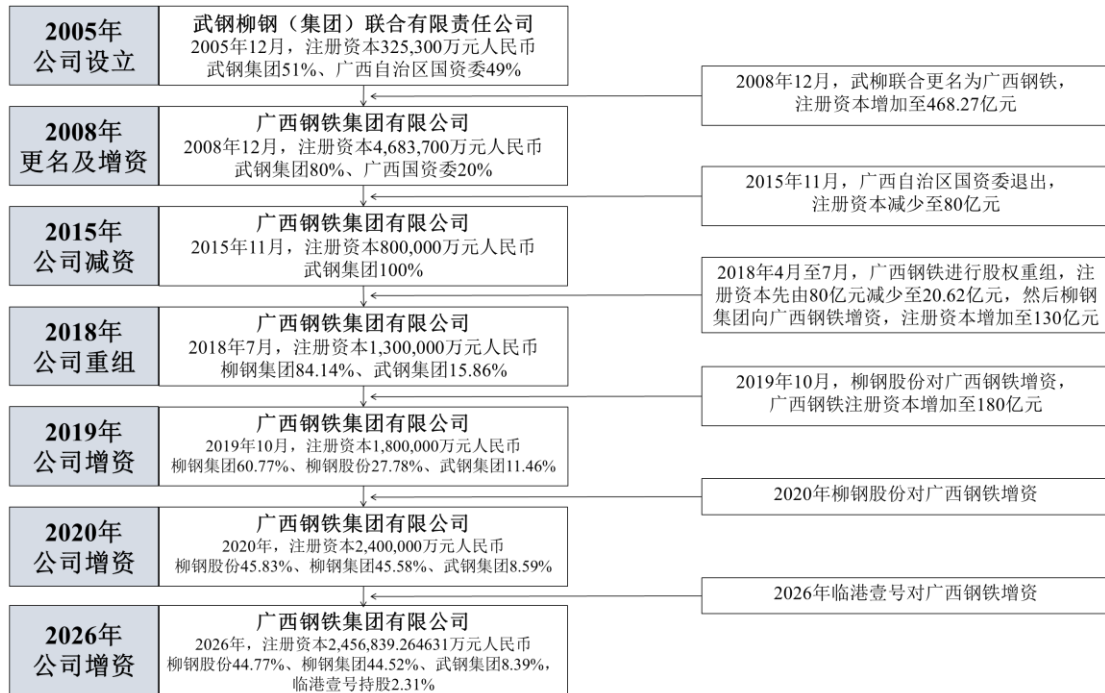 2005年
公司设立
武钢柳钢（集团）联合有限责任公司
2005年12月，注册资本325,300万元人民币
武钢集团51%、广西自治区国资委49%
2008年12月，武柳联合更名为广西钢铁，
注册资本增加至468.27亿元
2008年
更名及增资
广西钢铁集团有限公司
2008年12月，注册资本4,683,700万元人民币
武钢集团80%、广西国资委20%
2015年11月，广西自治区国资委退出，
注册资本减少至80亿元
2015年
公司减资
广西钢铁集团有限公司
2015年11月，注册资本800,000万元人民币
武钢集团100%
2018年4月至7月，广西钢铁进行股权重组，注
册资本先由80亿元减少至20.62亿元，然后柳钢
集团向广西钢铁增资，注册资本增加至130亿元
2018年
公司重组
广西钢铁集团有限公司
2018年7月，注册资本1,300,000万元人民币
柳钢集团84.14%、武钢集团15.86%
2019年10月，柳钢股份对广西钢铁增资，
广西钢铁注册资本增加至180亿元
2019年
公司增资
广西钢铁集团有限公司
2019年10月，注册资本1,800,000万元人民币
柳钢集团60.77%、柳钢股份27.78%、武钢集团11.46%
2020年柳钢股份对广西钢铁增资
2020年
公司增资
广西钢铁集团有限公司
2020年，注册资本2,400,000万元人民币
柳钢股份45.83%、柳钢集团45.58%、武钢集团8.59%
2026年临港壹号对广西钢铁增资
2026年
公司增资
广西钢铁集团有限公司
2026年，注册资本2,456,839.264631万元人民币
柳钢股份44.77%、柳钢集团44.52%、武钢集团8.39%，
临港壹号持股2.31%